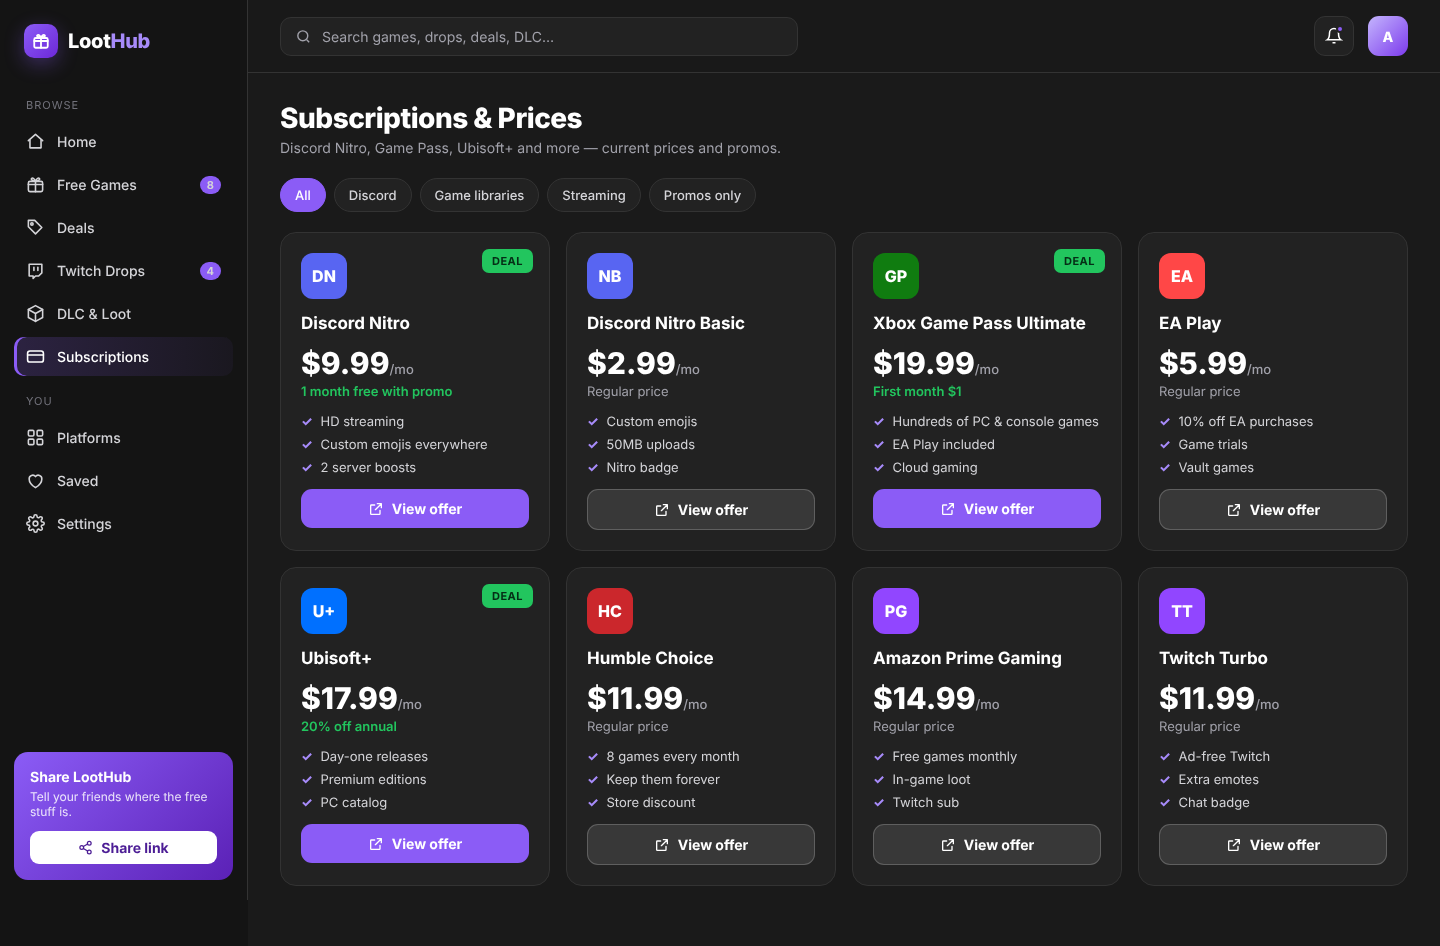 LootHub
BROWSE
Home
Free Games 8
Deals
Twitch Drops 4
DLC & Loot
Subscriptions
YOU
Platforms
Saved
Settings
Share LootHub
Tell your friends where the free
stuff is.
Share link
Search games, drops, deals, DLC...
A
Subscriptions & Prices
Discord Nitro, Game Pass, Ubisoft+ and more — current prices and promos.
All
Discord
Game libraries
Streaming
Promos only
DN
DEAL
Discord Nitro
$9.99/mo
1 month free with promo
HD streaming
Custom emojis everywhere
2 server boosts
View offer
NB
Discord Nitro Basic
$2.99/mo
Regular price
Custom emojis
50MB uploads
Nitro badge
View offer
GP
DEAL
Xbox Game Pass Ultimate
$19.99/mo
First month $1
Hundreds of PC & console games
EA Play included
Cloud gaming
View offer
EA
EA Play
$5.99/mo
Regular price
10% off EA purchases
Game trials
Vault games
View offer
U+
DEAL
Ubisoft+
$17.99/mo
20% off annual
Day-one releases
Premium editions
PC catalog
View offer
HC
Humble Choice
$11.99/mo
Regular price
8 games every month
Keep them forever
Store discount
View offer
PG
Amazon Prime Gaming
$14.99/mo
Regular price
Free games monthly
In-game loot
Twitch sub
View offer
TT
Twitch Turbo
$11.99/mo
Regular price
Ad-free Twitch
Extra emotes
Chat badge
View offer